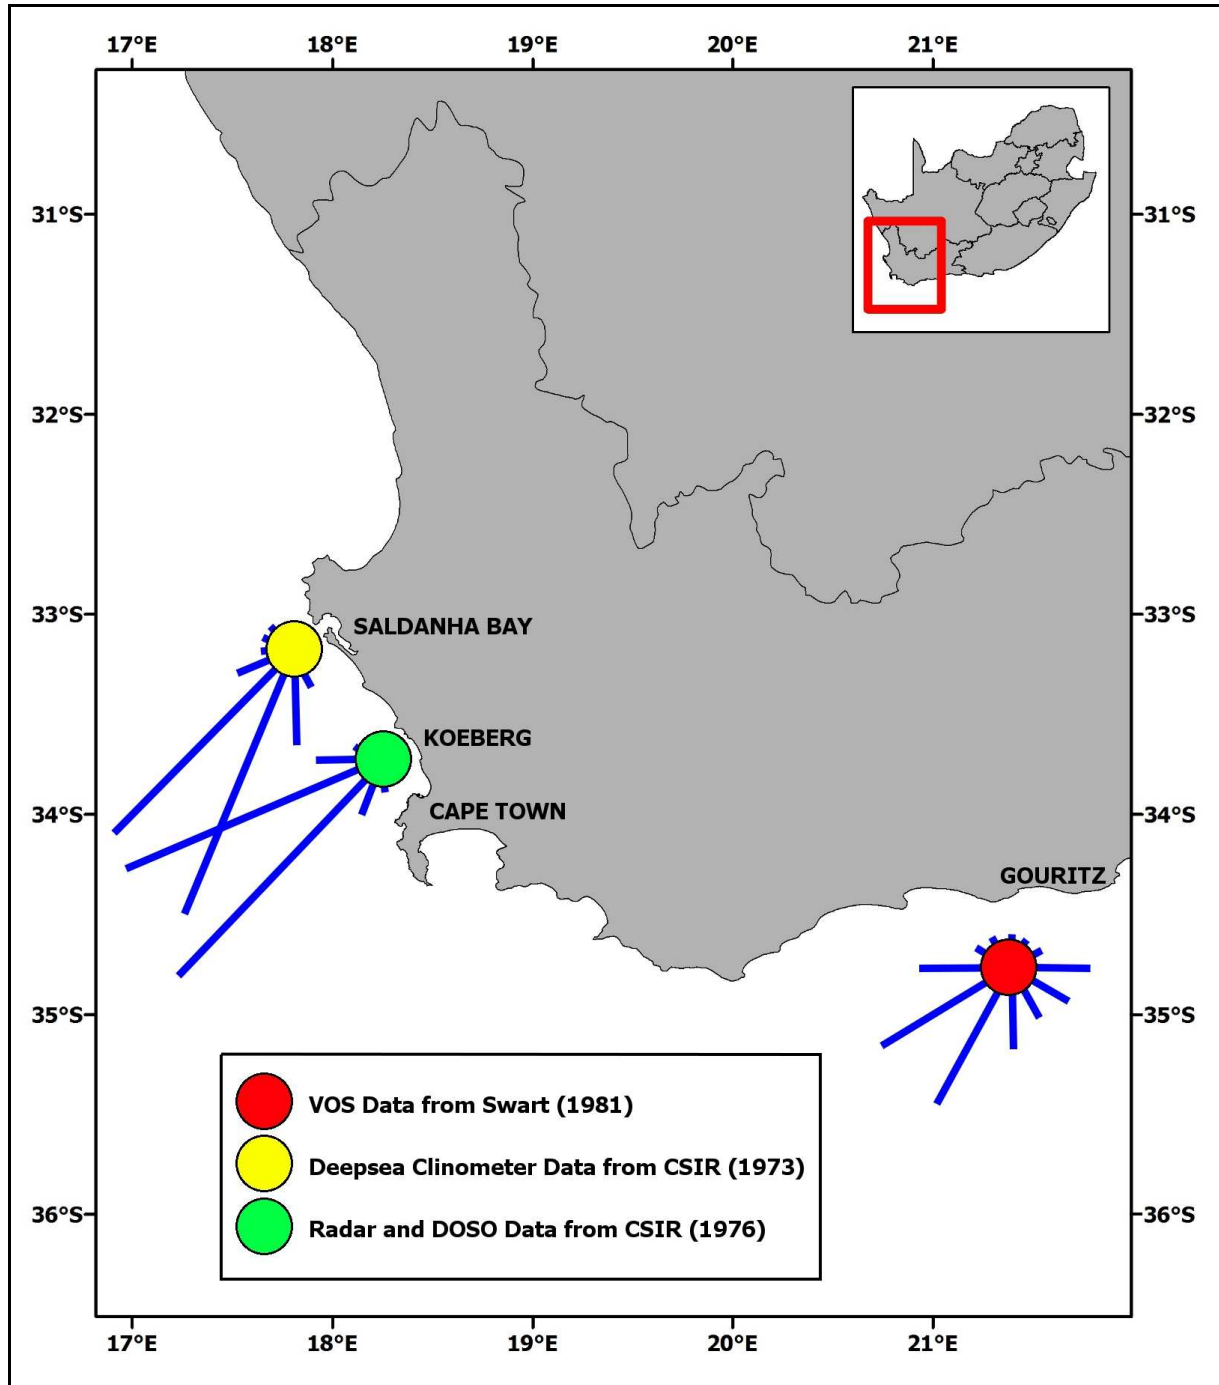 17°E 18°E 19°E 20°E 21°E
31°S 31°S
32°S 32°S
33°S 33°S
SALDANHA BAY
KOEBERG
34°S 34°S
CAPE TOWN
GOURITZ
35°S 35°S
VOS Data from Swart (1981)
Deepsea Clinometer Data from CSIR (1973)
36°S 36°S
Radar and DOSO Data from CSIR (1976)
17°E 18°E 19°E 20°E 21°E